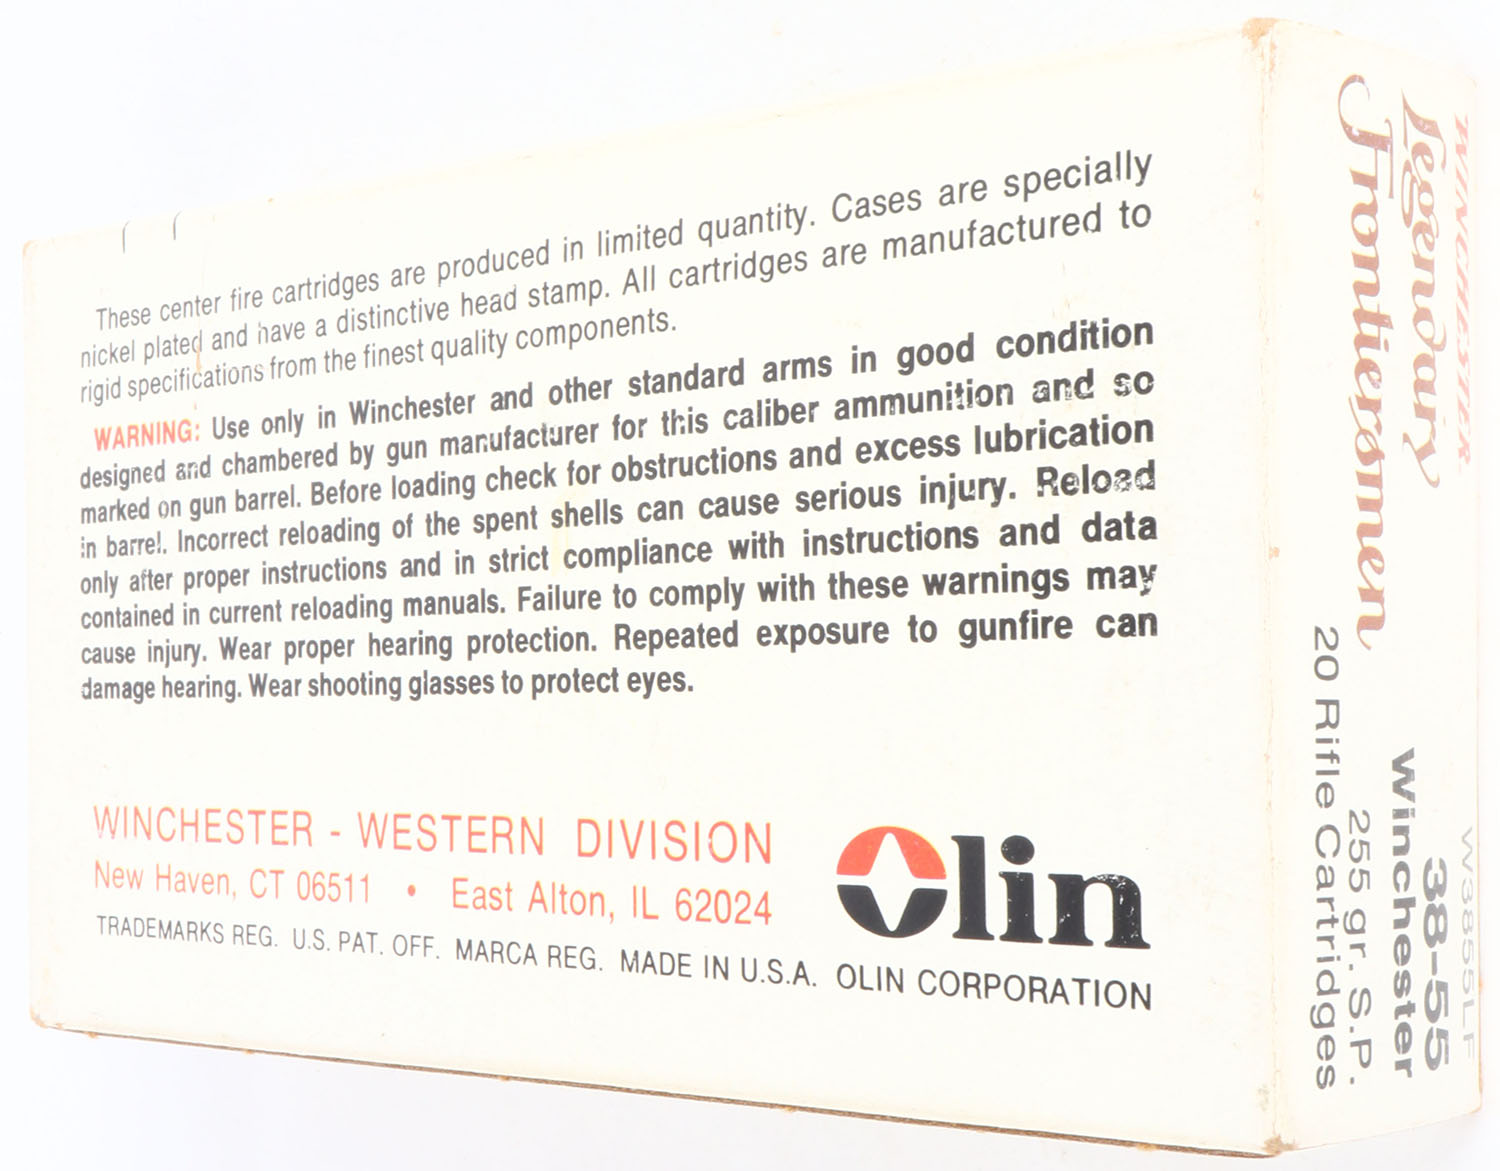 These center fire cartridges are produced in limited quantity. Cases are specially
nickel plated and have a distinctive head stamp. All cartridges are manufactured to
rigid specifications from the finest quality components.
WARNING: Use only in Winchester and other standard arms in good condition
designed and chambered by gun manufacturer for this caliber ammunition and so
marked on gun barrel. Before loading check for obstructions and excess lubrication
in barrel. Incorrect reloading of the spent shells can cause serious injury. Reload
only after proper instructions and in strict compliance with instructions and data
contained in current reloading manuals. Failure to comply with these warnings may
cause injury. Wear proper hearing protection. Repeated exposure to gunfire can
damage hearing. Wear shooting glasses to protect eyes.
WINCHESTER - WESTERN DIVISION
New Haven, CT 06511 • East Alton, IL 62024
Olin
TRADEMARKS REG. U.S. PAT. OFF. MARCA REG. MADE IN U.S.A. OLIN CORPORATION
WINCHESTER
Legendary
Frontiersmen
W3855LF
38-55
Winchester
255 gr. S.P.
20 Rifle Cartridges